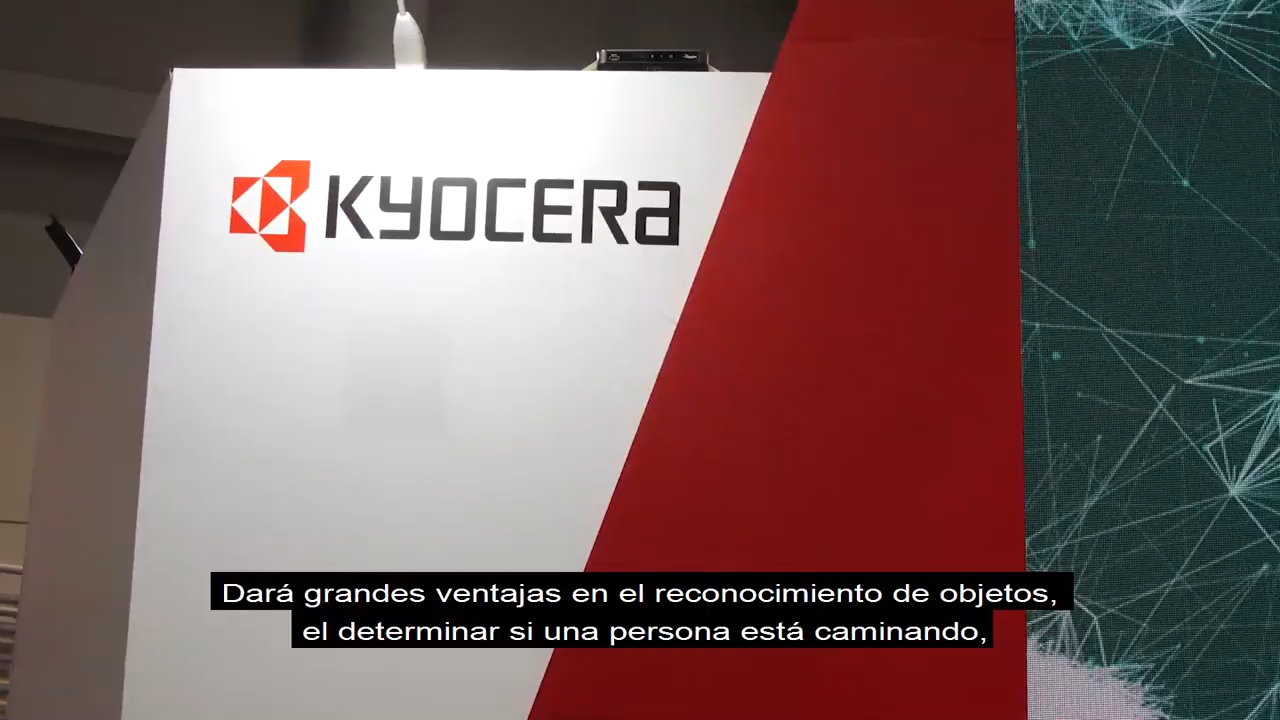 KYOCERA
Dará grandes ventajas en el reconocimiento de objetos,
el determinar si una persona está caminando,